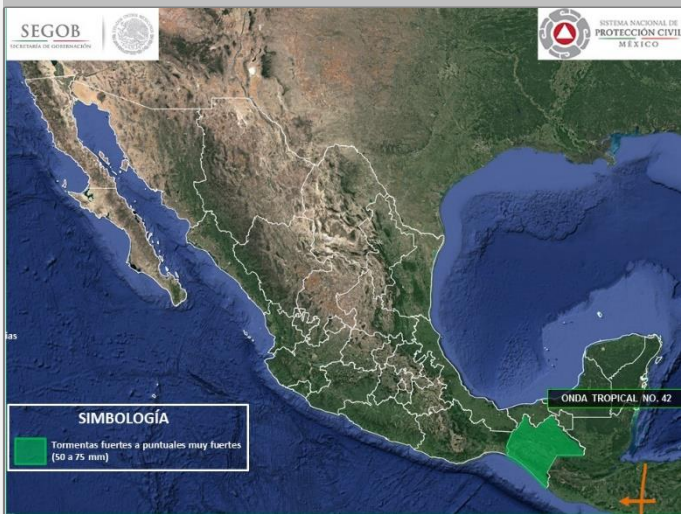 SEGOB
SECRETARÍA DE GOBERNACIÓN
SISTEMA NACIONAL DE
PROTECCIÓN CIVIL
MÉXICO
ias
ONDA TROPICAL NO. 42
SIMBOLOGÍA
Tormentas fuertes a puntuales muy fuertes
(50 a 75 mm)